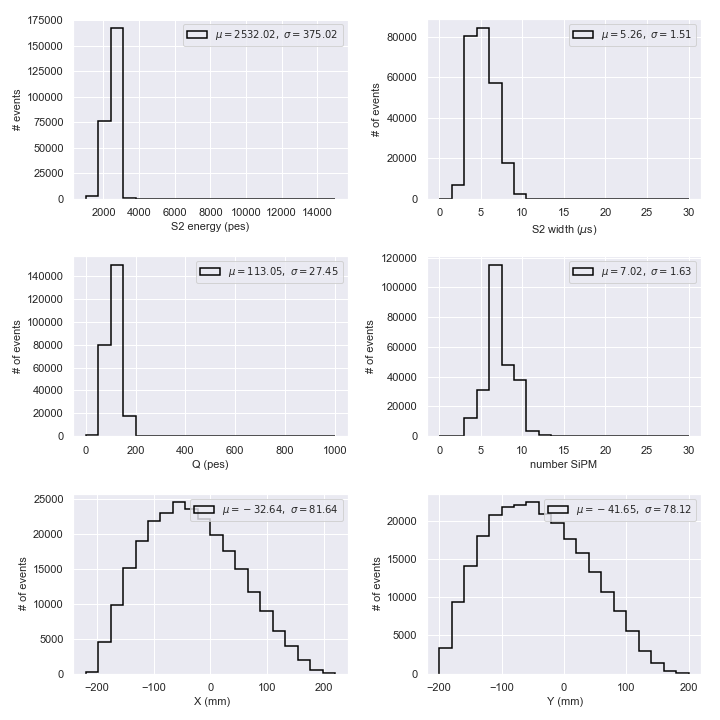 175000
150000
125000
100000
75000
50000
25000
0
# events
μ = 2532.02, σ = 375.02
2000 4000 6000 8000 10000 12000 14000
S2 energy (pes)
80000
60000
40000
20000
0
# of events
μ = 5.26, σ = 1.51
0 5 10 15 20 25 30
S2 width (μs)
140000
120000
100000
80000
60000
40000
20000
0
# of events
μ = 113.05, σ = 27.45
0 200 400 600 800 1000
Q (pes)
120000
100000
80000
60000
40000
20000
0
# of events
μ = 7.02, σ = 1.63
0 5 10 15 20 25 30
number SiPM
25000
20000
15000
10000
5000
0
# of events
μ = −32.64, σ = 81.64
−200 −100 0 100 200
X (mm)
20000
15000
10000
5000
0
# of events
μ = −41.65, σ = 78.12
−200 −100 0 100 200
Y (mm)